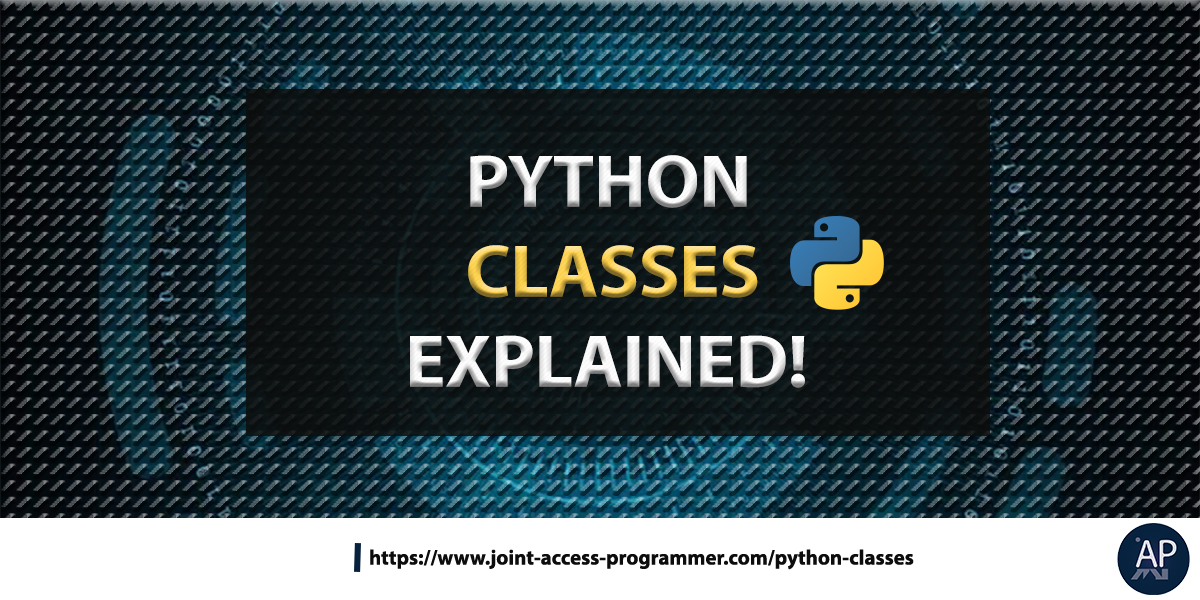 PYTHON
CLASSES
EXPLAINED!
https://www.joint-access-programmer.com/python-classes
AP